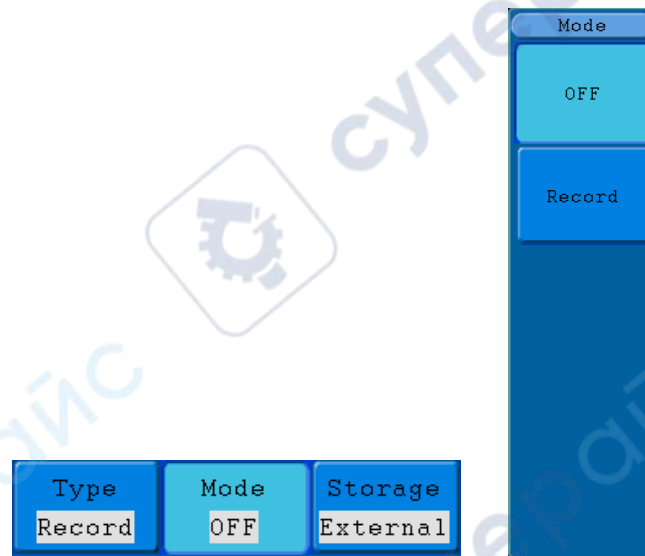 Mode
OFF
Record
Type
Record
Mode
OFF
Storage
External